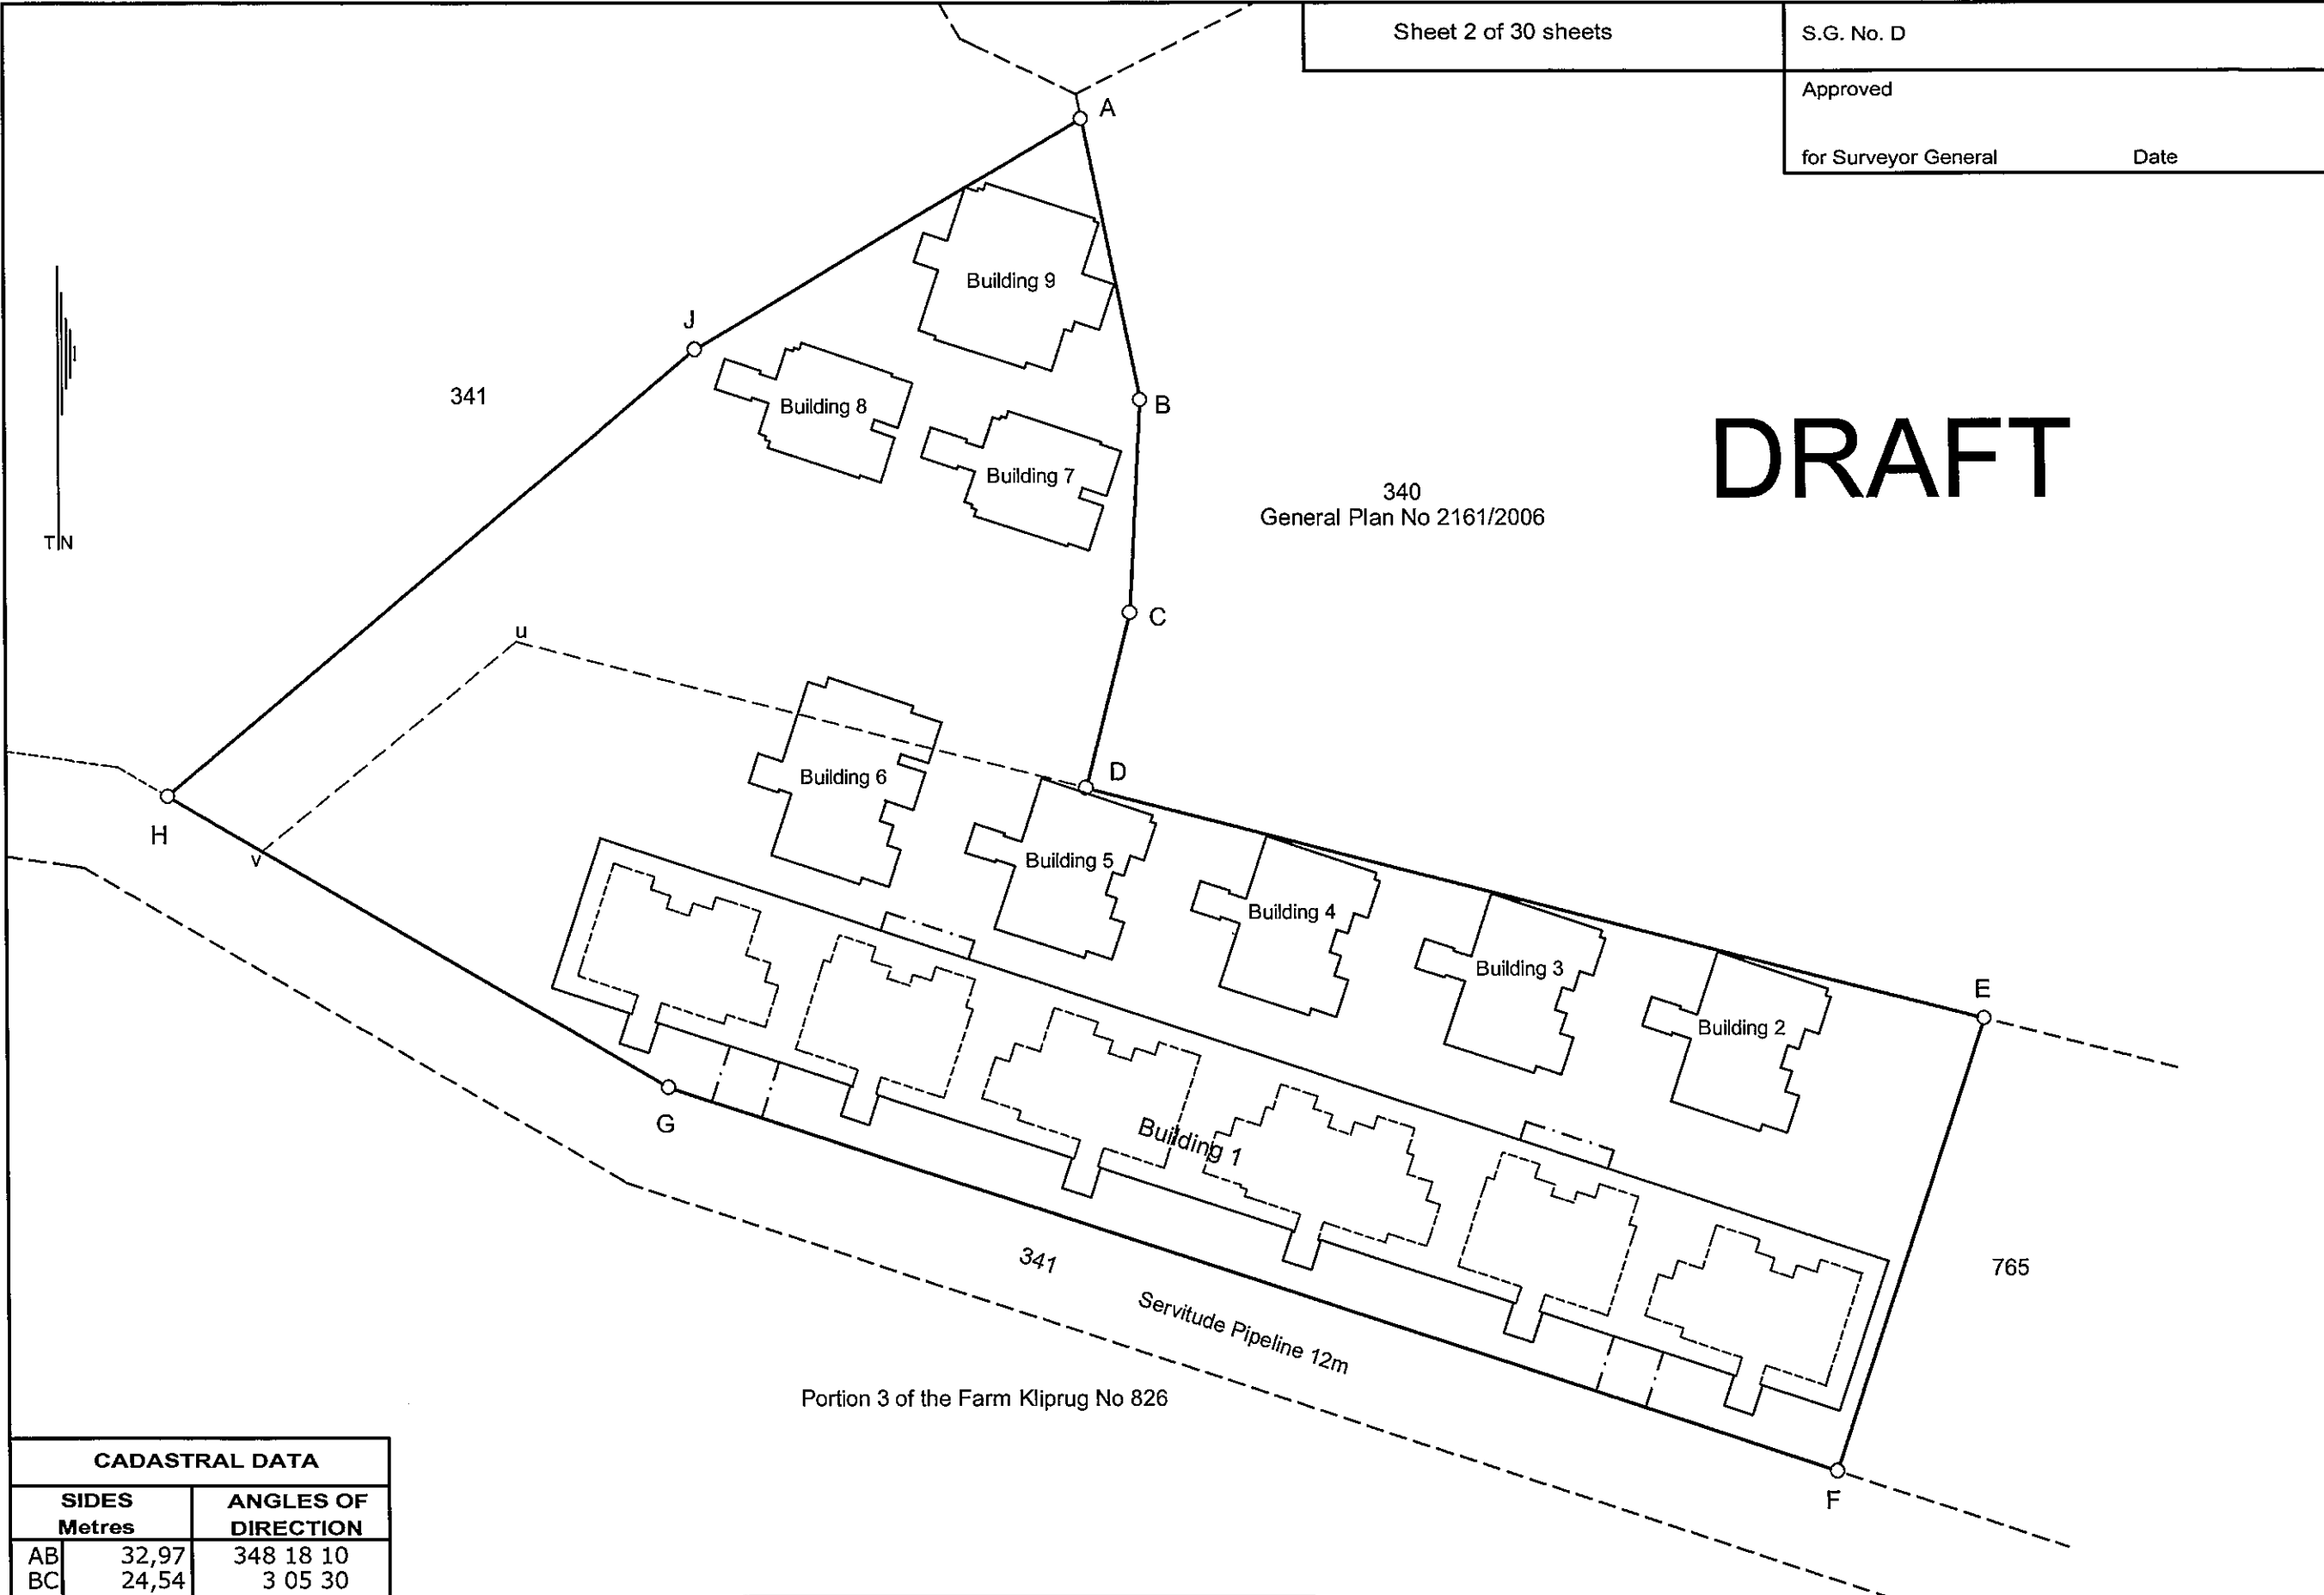 Sheet 2 of 30 sheets
S.G. No. D
Approved
for Surveyor General Date
A
Building 9
J
341
Building 8
B
Building 7
DRAFT
340
General Plan No 2161/2006
TN
C
u
D
Building 6
H
v
Building 5
Building 4
Building 3
E
Building 2
G
Building 1
341
765
Servitude Pipeline 12m
Portion 3 of the Farm Kliprug No 826
F
CADASTRAL DATA
SIDES
Metres
ANGLES OF
DIRECTION
AB 32,97 348 18 10
BC 24,54 3 05 30